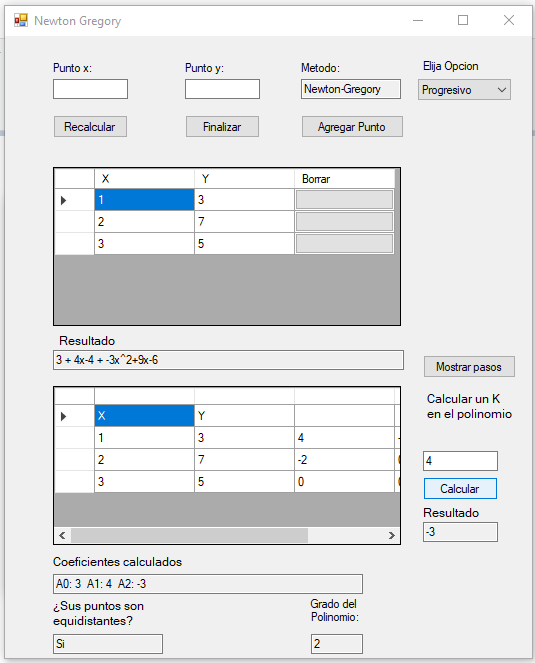 Newton Gregory
Punto x:
Punto y:
Metodo:
Elija Opcion
Newton-Gregory
Progresivo
Recalcular
Finalizar
Agregar Punto
X Y Borrar
1 3
2 7
3 5
Resultado
3 + 4x-4 + -3x^2+9x-6
Mostrar pasos
Calcular un K
en el polinomio
X Y
1 3 4 -
2 7 -2
3 5 0
4
Calcular
Resultado
-3
Coeficientes calculados
A0: 3 A1: 4 A2: -3
¿Sus puntos son
equidistantes?
Si
Grado del
Polinomio:
2